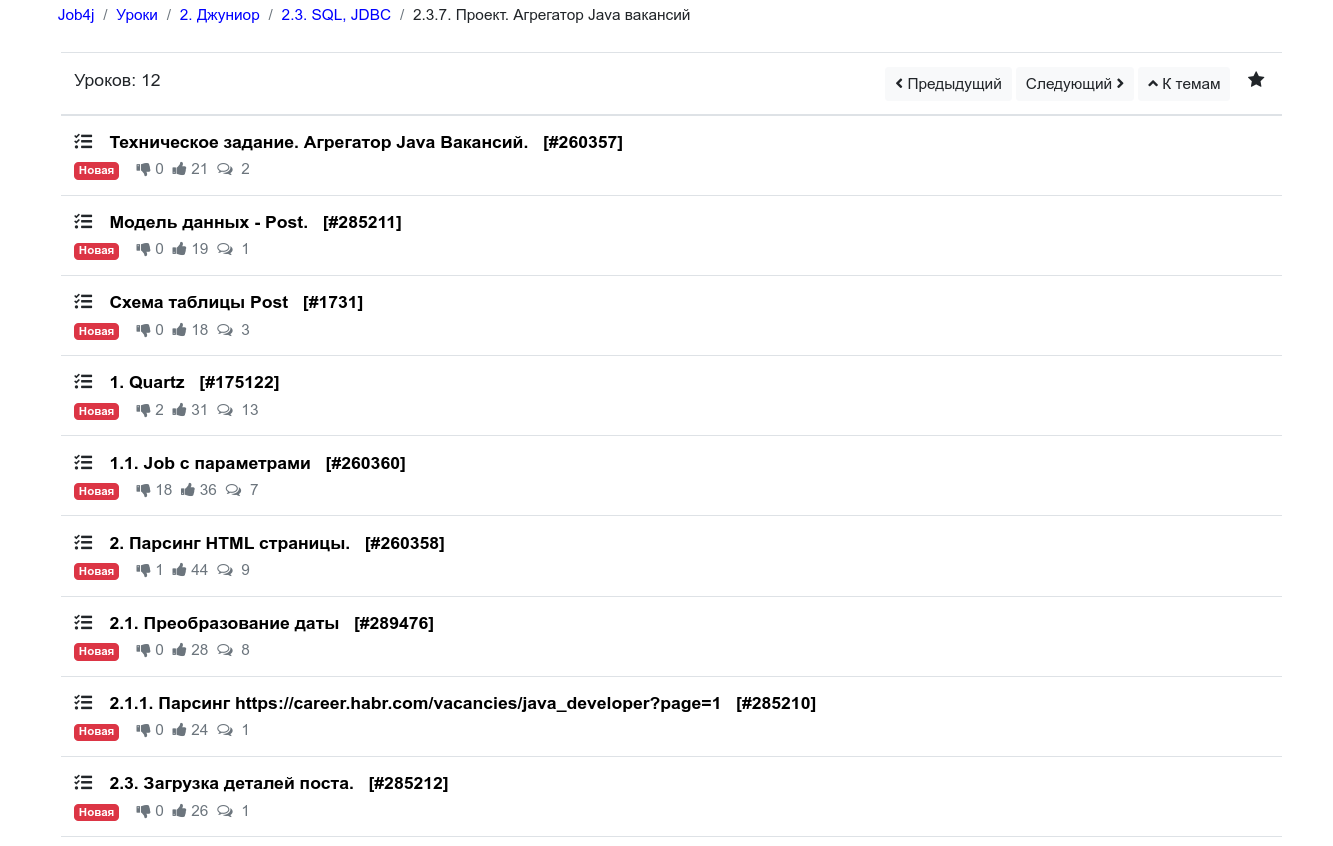 Job4j / Уроки / 2. Джуниор / 2.3. SQL, JDBC / 2.3.7. Проект. Агрегатор Java вакансий
Уроков: 12 Предыдущий Следующий К темам
Техническое задание. Агрегатор Java Вакансий. [#260357]
Новая 0 21 2
Модель данных - Post. [#285211]
Новая 0 19 1
Схема таблицы Post [#1731]
Новая 0 18 3
1. Quartz [#175122]
Новая 2 31 13
1.1. Job с параметрами [#260360]
Новая 18 36 7
2. Парсинг HTML страницы. [#260358]
Новая 1 44 9
2.1. Преобразование даты [#289476]
Новая 0 28 8
2.1.1. Парсинг https://career.habr.com/vacancies/java_developer?page=1 [#285210]
Новая 0 24 1
2.3. Загрузка деталей поста. [#285212]
Новая 0 26 1